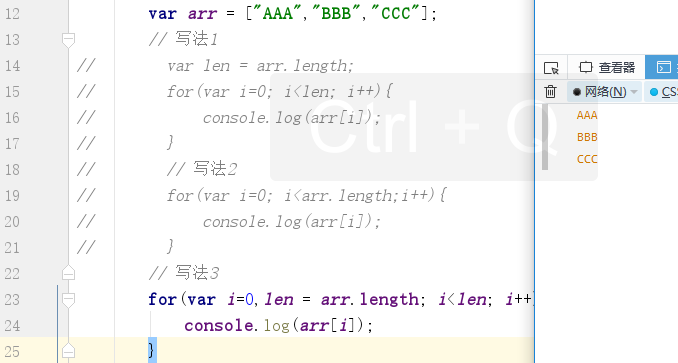 12 var arr = ["AAA","BBB","CCC"];
13 // 写法1
14 // var len = arr.length;
15 // for(var i=0; i<len; i++){
16 // console.log(arr[i]);
17 // }
18 // // 写法2
19 // for(var i=0; i<arr.length;i++){
20 // console.log(arr[i]);
21 // }
22 // 写法3
23 for(var i=0,len = arr.length; i<len; i++)
24 console.log(arr[i]);
25 }
Ctrl + Q
查看器
网络(N)
CS
AAA
BBB
CCC